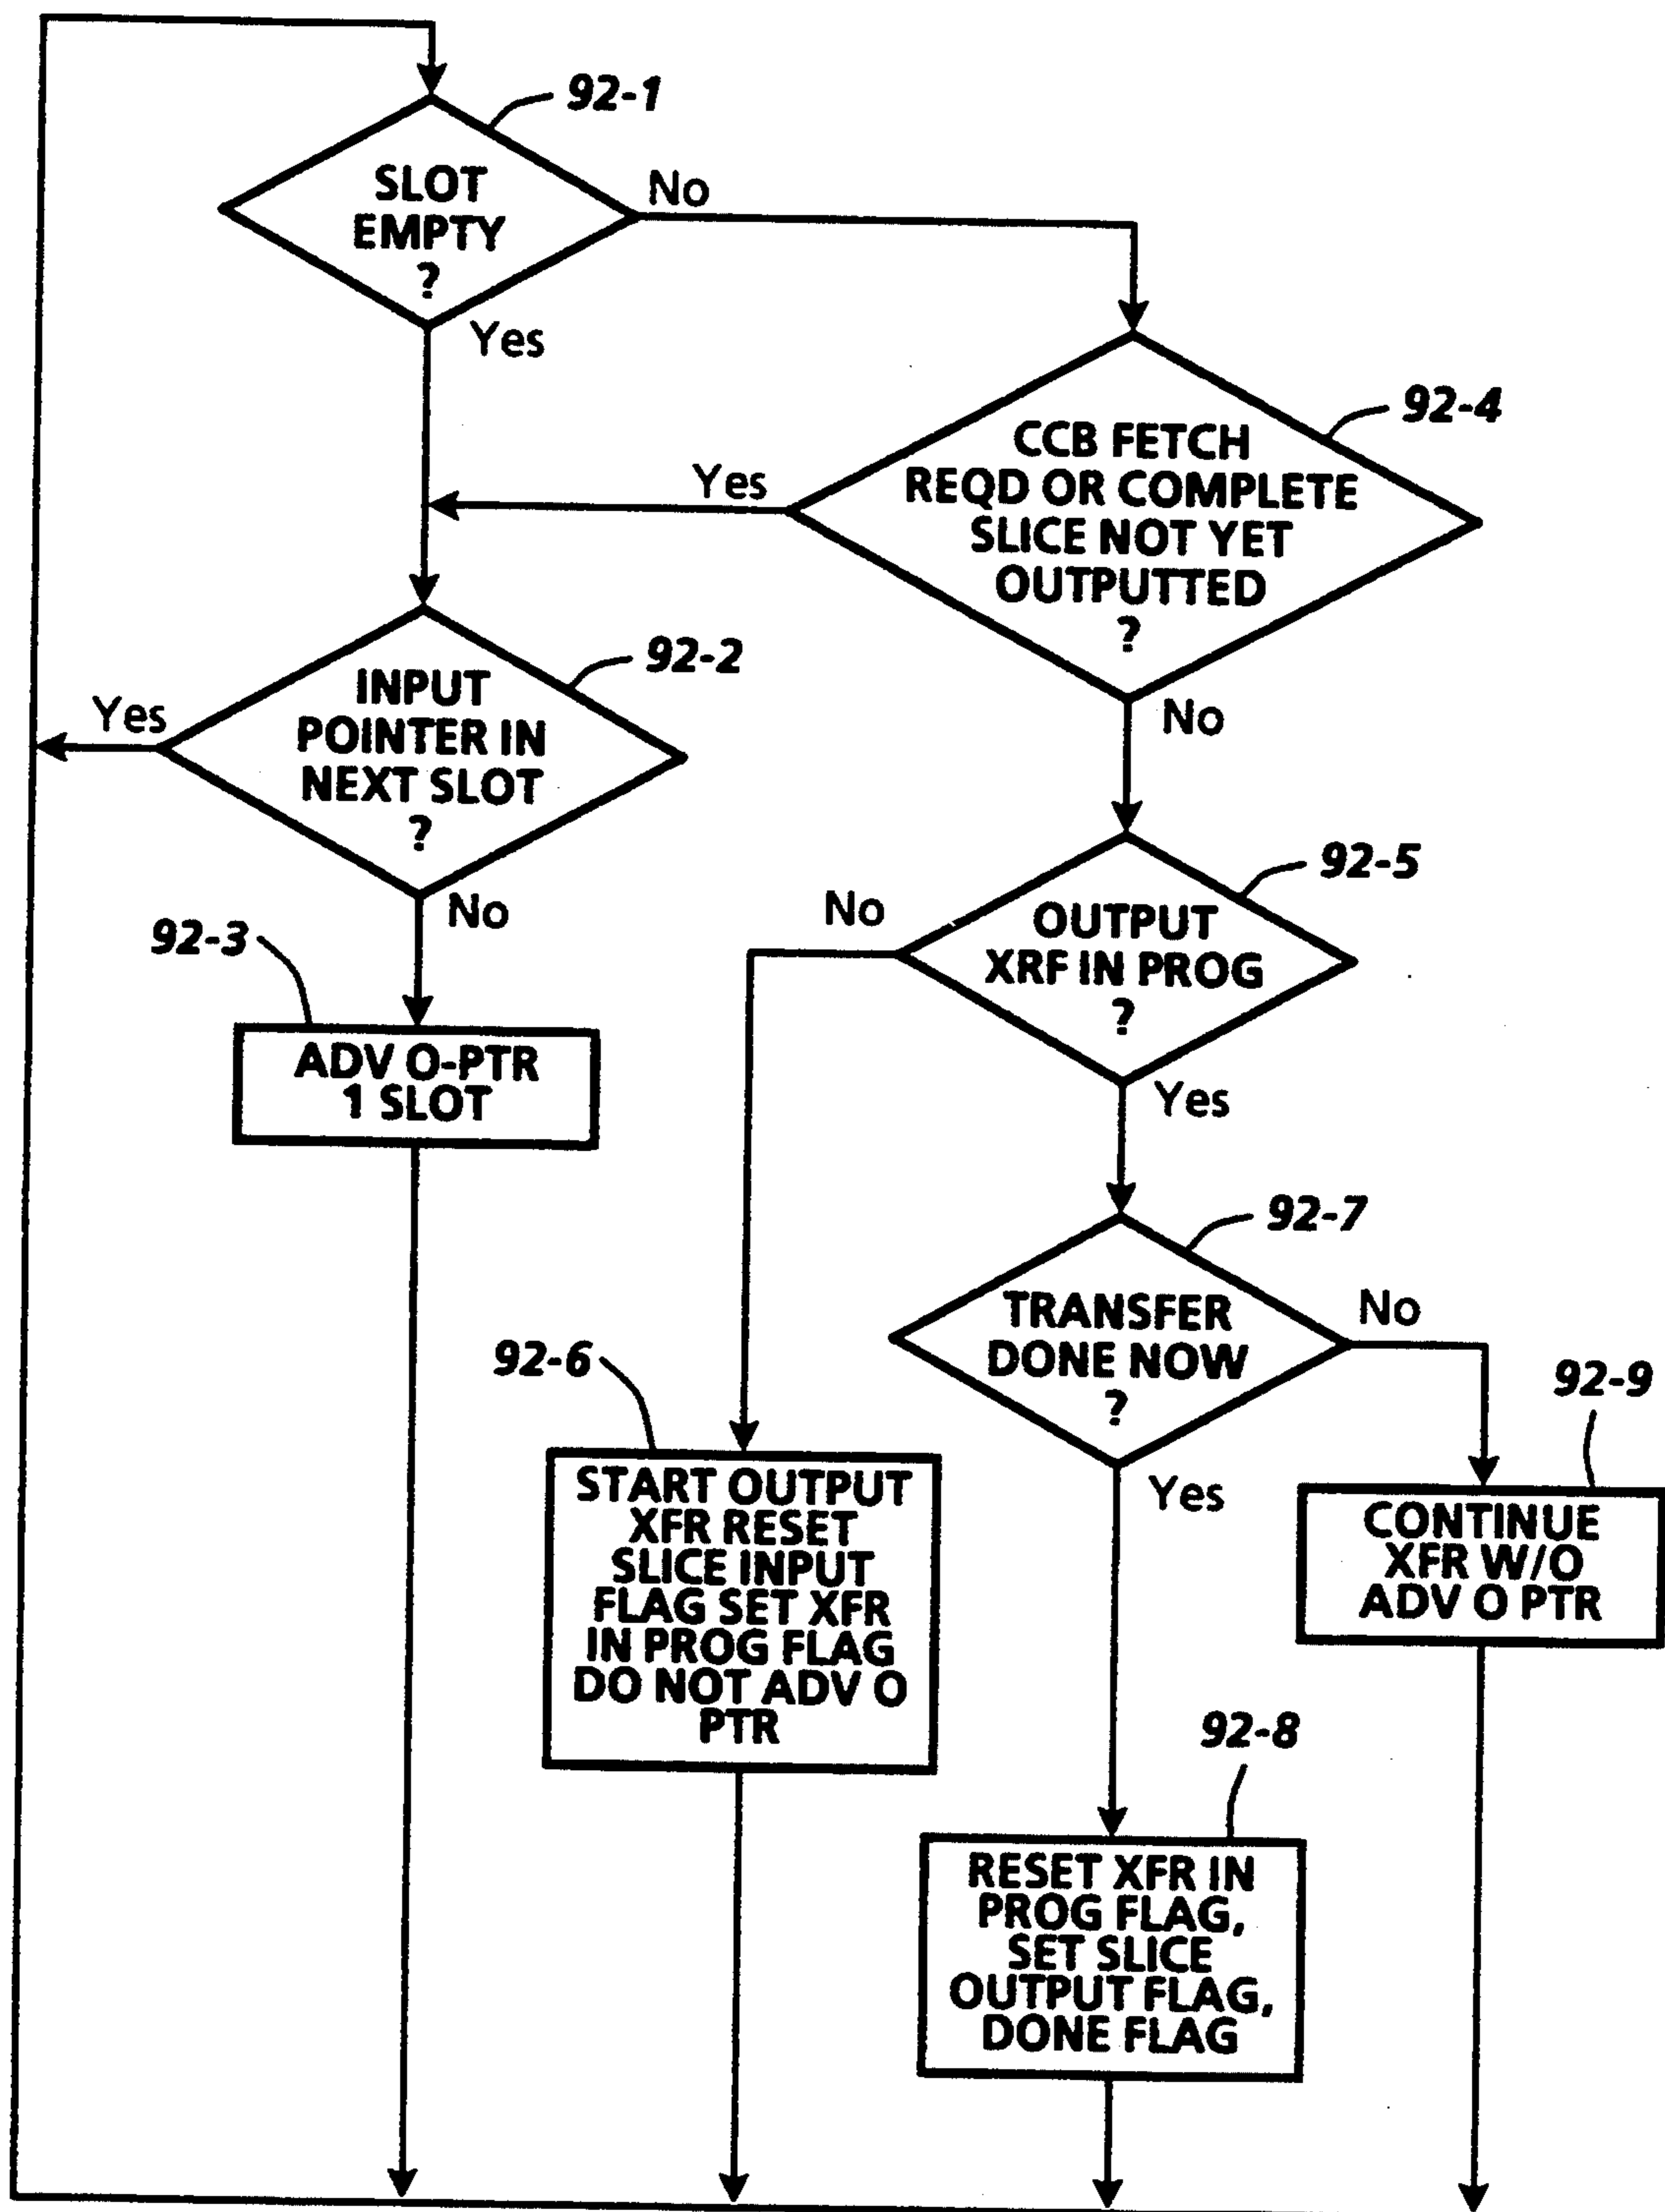 92-1
SLOT
EMPTY
?
No
Yes
92-4
CCB FETCH
REQD OR COMPLETE
SLICE NOT YET
OUTPUTTED
?
Yes
No
92-2
INPUT
POINTER IN
NEXT SLOT
?
Yes
No
92-3
ADV O-PTR
1 SLOT
92-5
OUTPUT
XRF IN PROG
?
No
Yes
92-7
TRANSFER
DONE NOW
?
No
Yes
92-6
START OUTPUT
XFR RESET
SLICE INPUT
FLAG SET XFR
IN PROG FLAG
DO NOT ADV O
PTR
92-9
CONTINUE
XFR W/O
ADV O PTR
92-8
RESET XFR IN
PROG FLAG,
SET SLICE
OUTPUT FLAG,
DONE FLAG